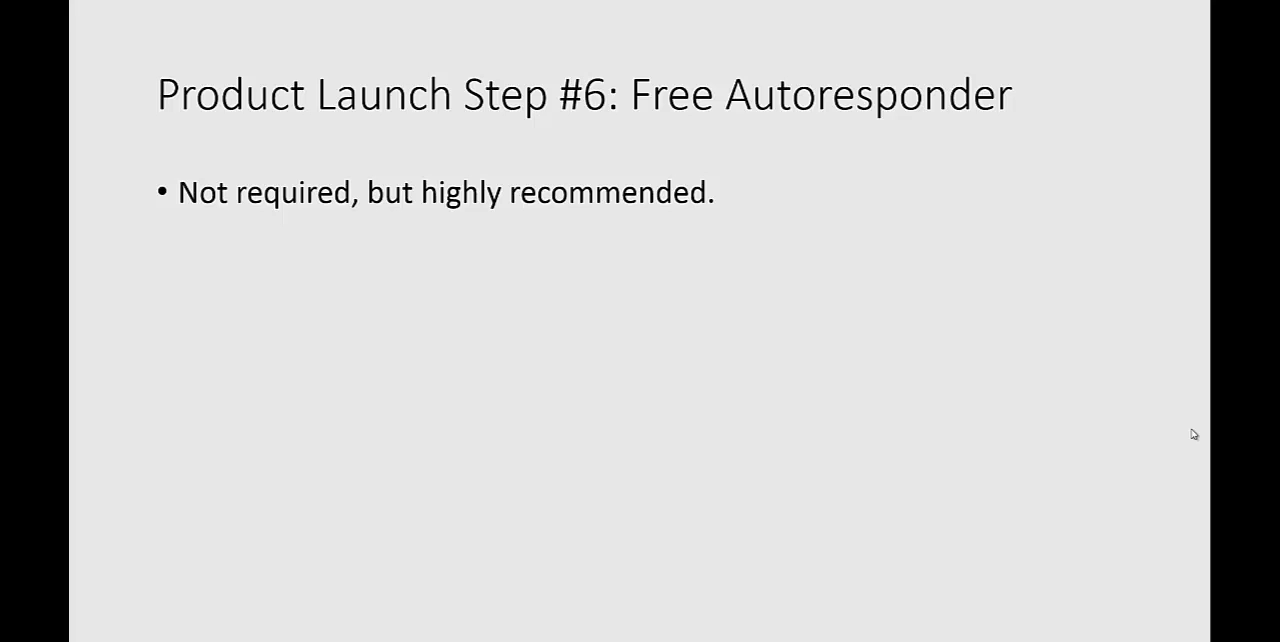 Product Launch Step #6: Free Autoresponder
• Not required, but highly recommended.